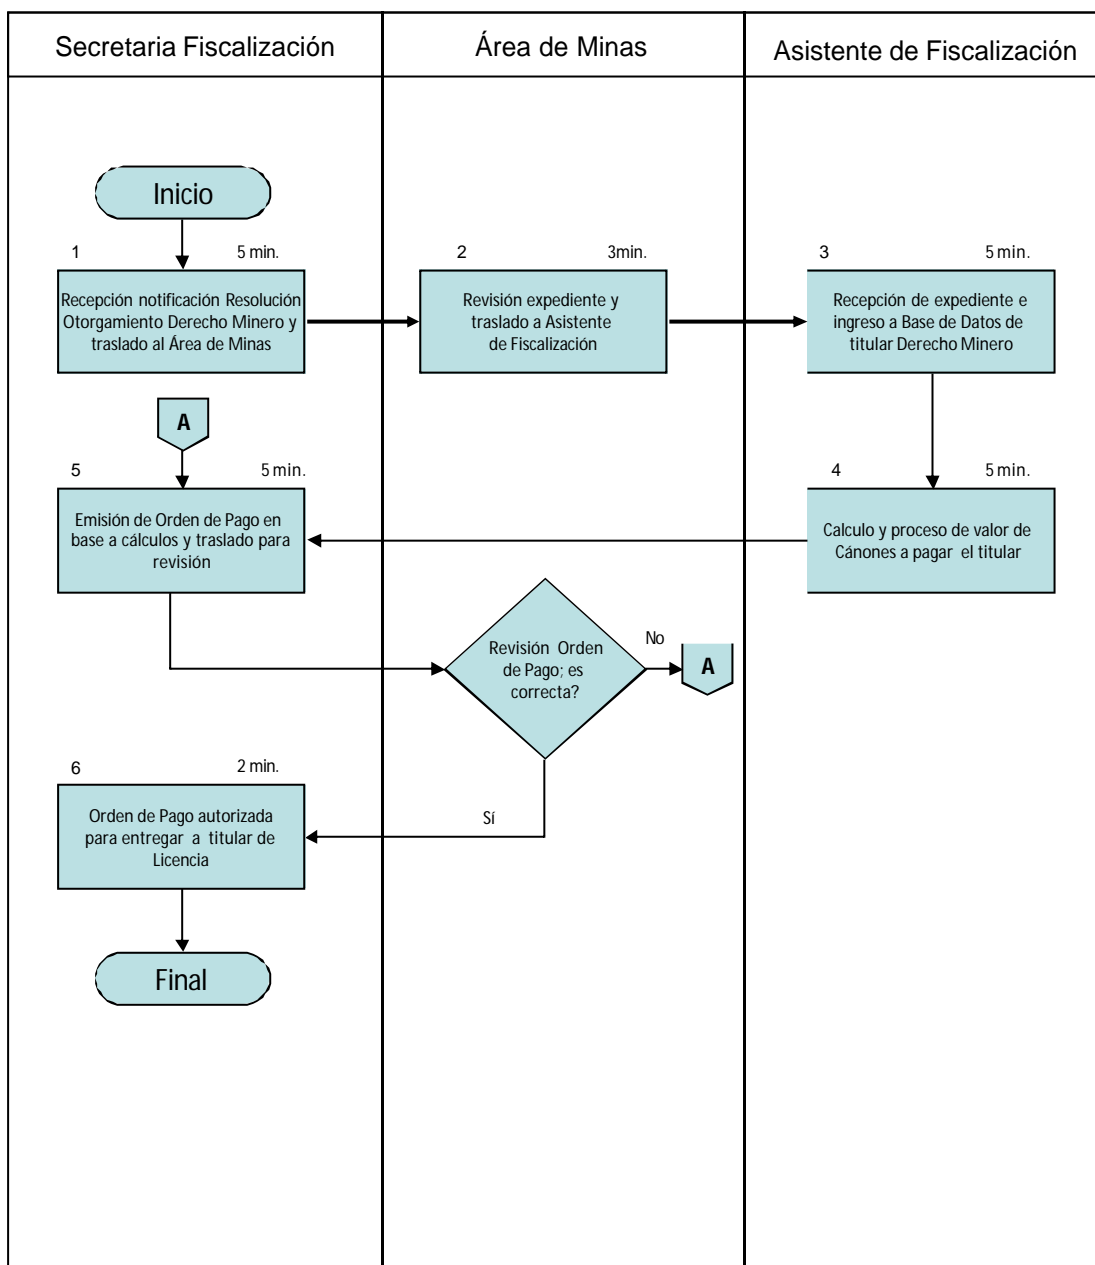 Secretaria Fiscalización
Área de Minas
Asistente de Fiscalización
Inicio
1 5 min.
Recepción notificación Resolución
Otorgamiento Derecho Minero y
traslado al Área de Minas
2 3min.
Revisión expediente y
traslado a Asistente
de Fiscalización
3 5 min.
Recepción de expediente e
ingreso a Base de Datos de
titular Derecho Minero
A
5 5 min.
Emisión de Orden de Pago en
base a cálculos y traslado para
revisión
4 5 min.
Calculo y proceso de valor de
Cánones a pagar el titular
Revisión Orden
de Pago; es
correcta?
No
A
Sí
6 2 min.
Orden de Pago autorizada
para entregar a titular de
Licencia
Final